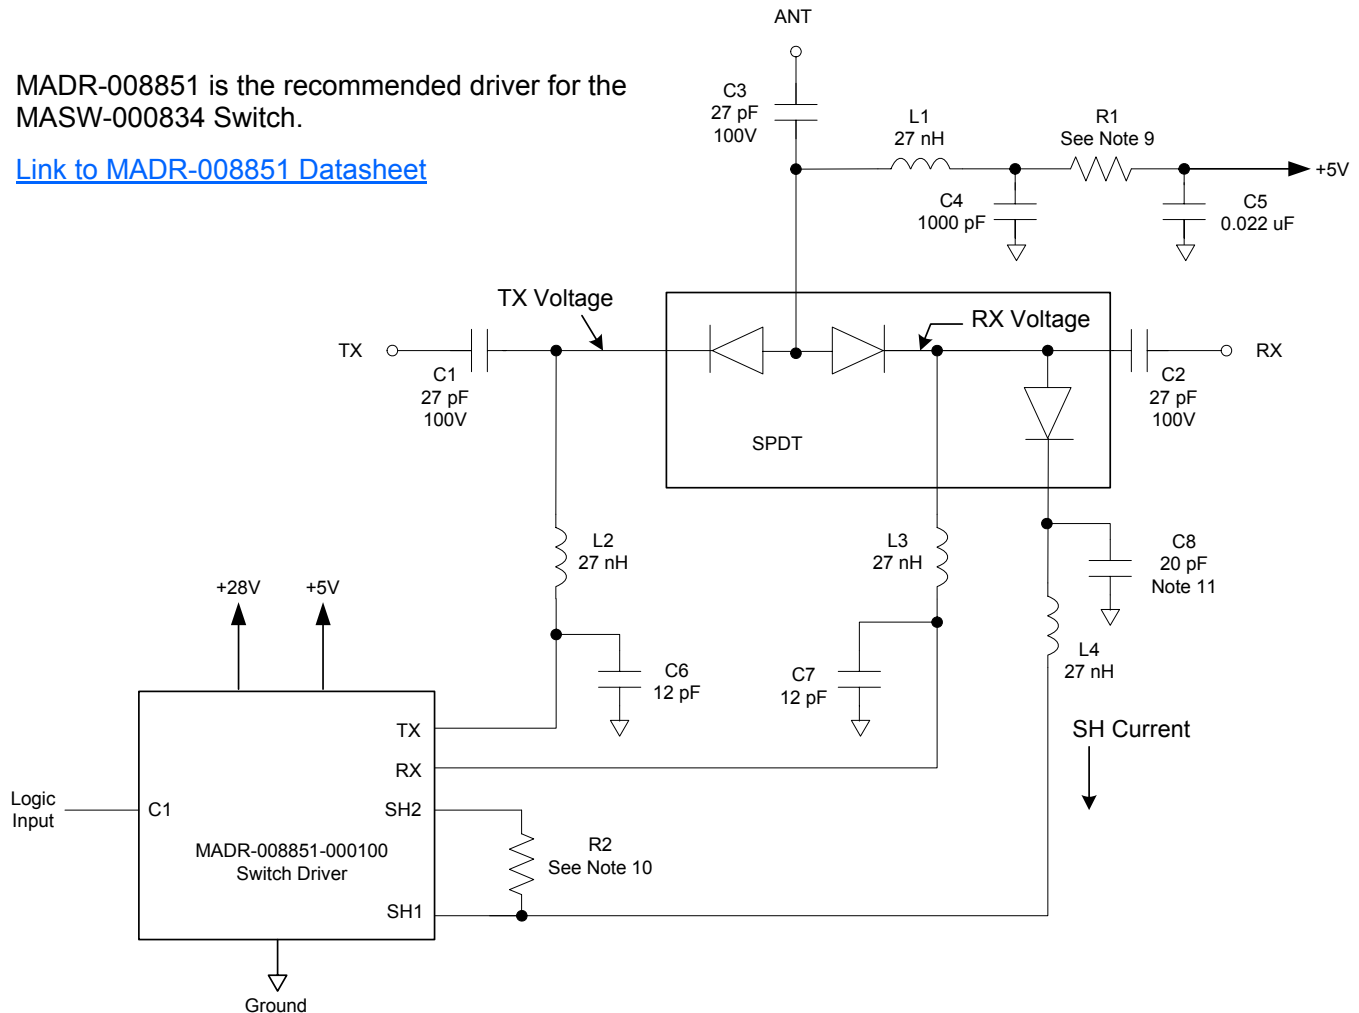 ANT
MADR-008851 is the recommended driver for the
MASW-000834 Switch.
Link to MADR-008851 Datasheet
C3
27 pF
100V
L1
27 nH
R1
See Note 9
+5V
C4
1000 pF
C5
0.022 uF
TX Voltage
RX Voltage
TX
C1
27 pF
100V
SPDT
C2
27 pF
100V
RX
L2
27 nH
L3
27 nH
C8
20 pF
Note 11
+28V
+5V
L4
27 nH
C6
12 pF
C7
12 pF
SH Current
TX
RX
SH2
SH1
Logic
Input
C1
MADR-008851-000100
Switch Driver
R2
See Note 10
Ground